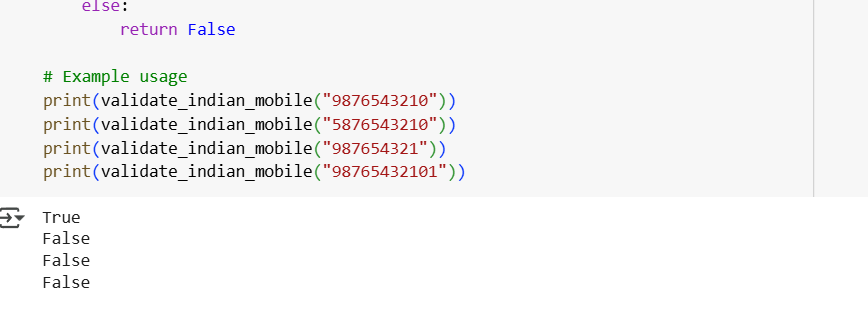 else:
        return False

# Example usage
print(validate_indian_mobile("9876543210"))
print(validate_indian_mobile("5876543210"))
print(validate_indian_mobile("987654321"))
print(validate_indian_mobile("98765432101"))
True
False
False
False